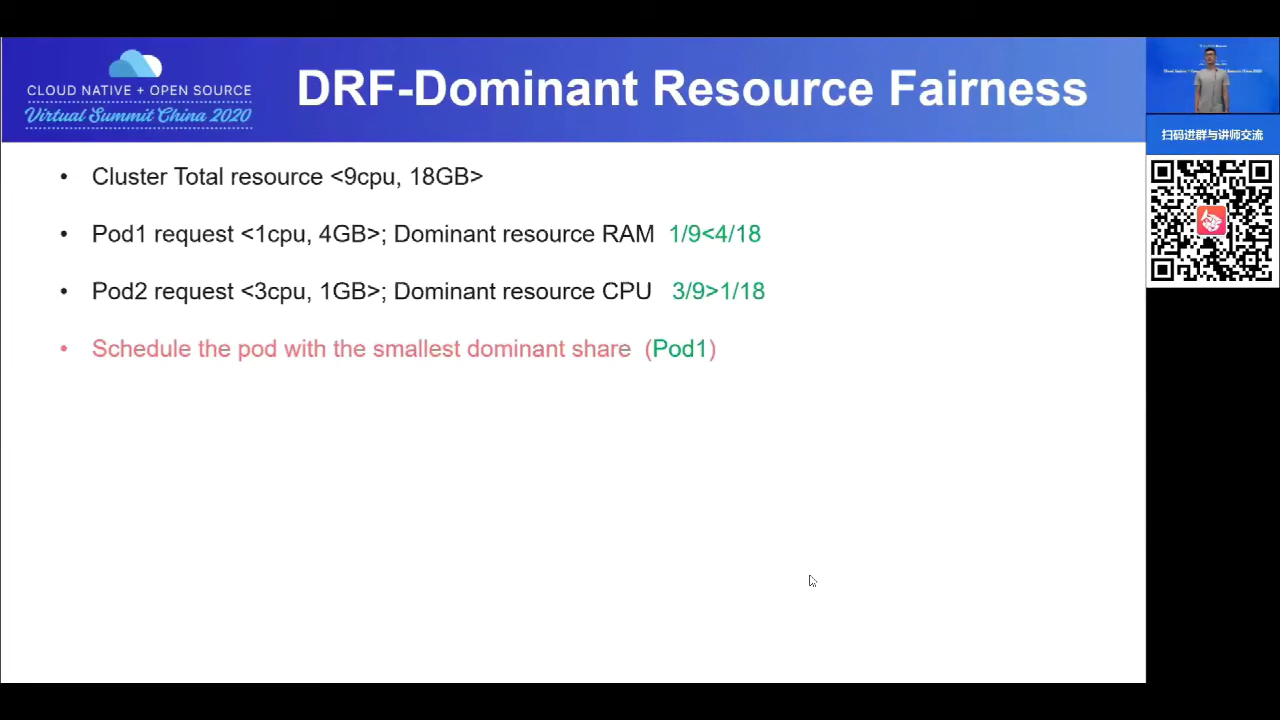 CLOUD NATIVE + OPEN SOURCE
Virtual Summit China 2020
DRF-Dominant Resource Fairness
• Cluster Total resource <9cpu, 18GB>
• Pod1 request <1cpu, 4GB>; Dominant resource RAM 1/9<4/18
• Pod2 request <3cpu, 1GB>; Dominant resource CPU 3/9>1/18
• Schedule the pod with the smallest dominant share (Pod1)
扫码进群与讲师交流